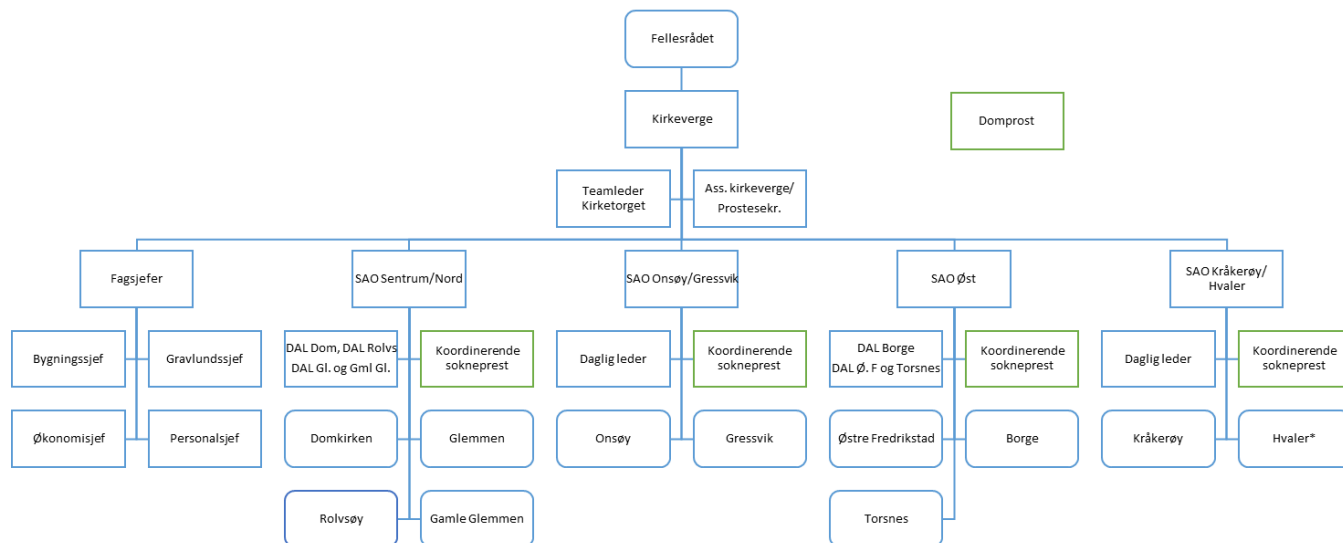 Fellesrådet
Kirkeverge
Domprost
Teamleder
Kirketorget
Ass. kirkeverge/
Prostesekr.
Fagsjefer
SAO Sentrum/Nord
SAO Onsøy/Gressvik
SAO Øst
SAO Kråkerøy/
Hvaler
Bygningssjef
Gravlundssjef
DAL Dom, DAL Rolvs
DAL Gl. og Gml Gl.
Koordinerende
sokneprest
Daglig leder
Koordinerende
sokneprest
DAL Borge
DAL Ø. F og Torsnes
Koordinerende
sokneprest
Daglig leder
Koordinerende
sokneprest
Økonomisjef
Personalsjef
Domkirken
Glemmen
Onsøy
Gressvik
Østre Fredrikstad
Borge
Kråkerøy
Hvaler*
Rolvsøy
Gamle Glemmen
Torsnes